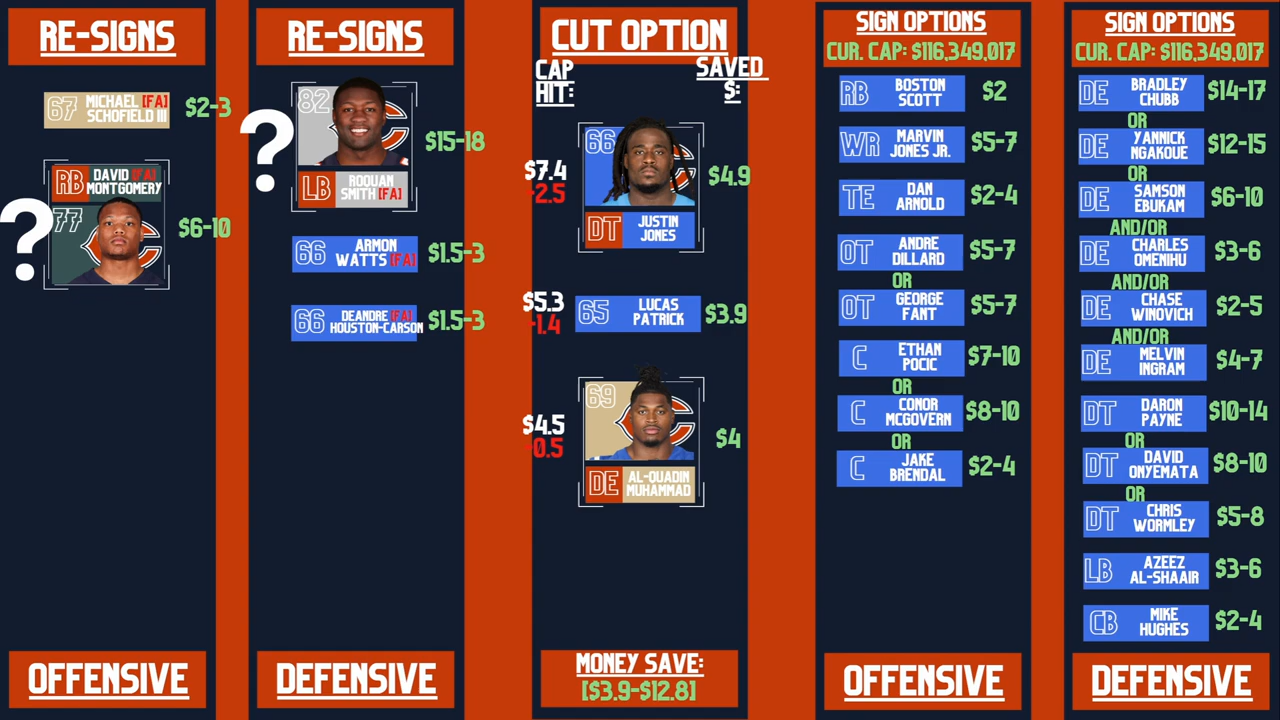 RE-SIGNS
67 MICHAEL [FA]
SCHOFIELD III
$2-3
RB DAVID [FA]
MONTGOMERY
77
?
$6-10
OFFENSIVE
RE-SIGNS
82
?
$15-18
LB ROQUAN
SMITH [FA]
66 ARMON
WATTS [FA]
$1.5-3
66 DEANDRE [FA]
HOUSTON-CARSON
$1.5-3
DEFENSIVE
CUT OPTION
CAP
HIT:
SAVED
$:
66
$7.4
-2.5
$4.9
DT JUSTIN
JONES
$5.3
-1.4
65 LUCAS
PATRICK
$3.9
69
$4.5
-0.5
$4
DE AL-QUADIN
MUHAMMAD
MONEY SAVE:
[$3.9-$12.8]
SIGN OPTIONS
CUR. CAP: $116,349,017
RB BOSTON
SCOTT
$2
WR MARVIN
JONES JR.
$5-7
TE DAN
ARNOLD
$2-4
OT ANDRE
DILLARD
$5-7
OR
OT GEORGE
FANT
$5-7
C ETHAN
POCIC
$7-10
OR
C CONOR
MCGOVERN
$8-10
OR
C JAKE
BRENDAL
$2-4
OFFENSIVE
SIGN OPTIONS
CUR. CAP: $116,349,017
DE BRADLEY
CHUBB
$14-17
OR
DE YANNICK
NGAKOUE
$12-15
OR
DE SAMSON
EBUKAM
$6-10
AND/OR
DE CHARLES
OMENIHU
$3-6
AND/OR
DE CHASE
WINOVICH
$2-5
AND/OR
DE MELVIN
INGRAM
$4-7
DT DARON
PAYNE
$10-14
OR
DT DAVID
ONYEMATA
$8-10
OR
DT CHRIS
WORMLEY
$5-8
LB AZEEZ
AL-SHAAIR
$3-6
CB MIKE
HUGHES
$2-4
DEFENSIVE